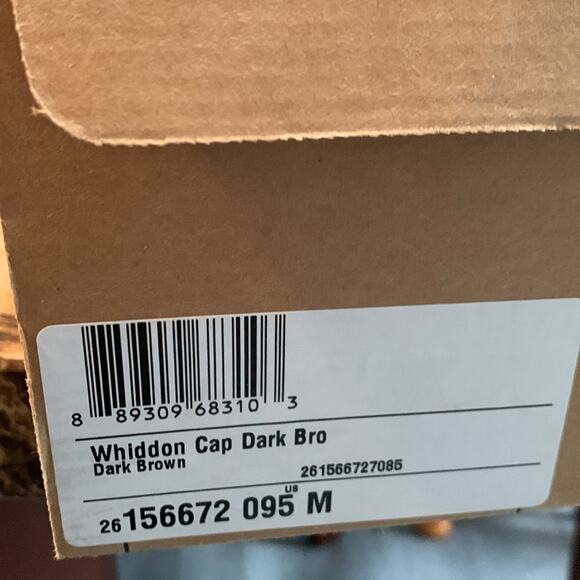 8 89309 68310 3
Whiddon Cap Dark Bro
Dark Brown
261566727085
US
26156672 095 M